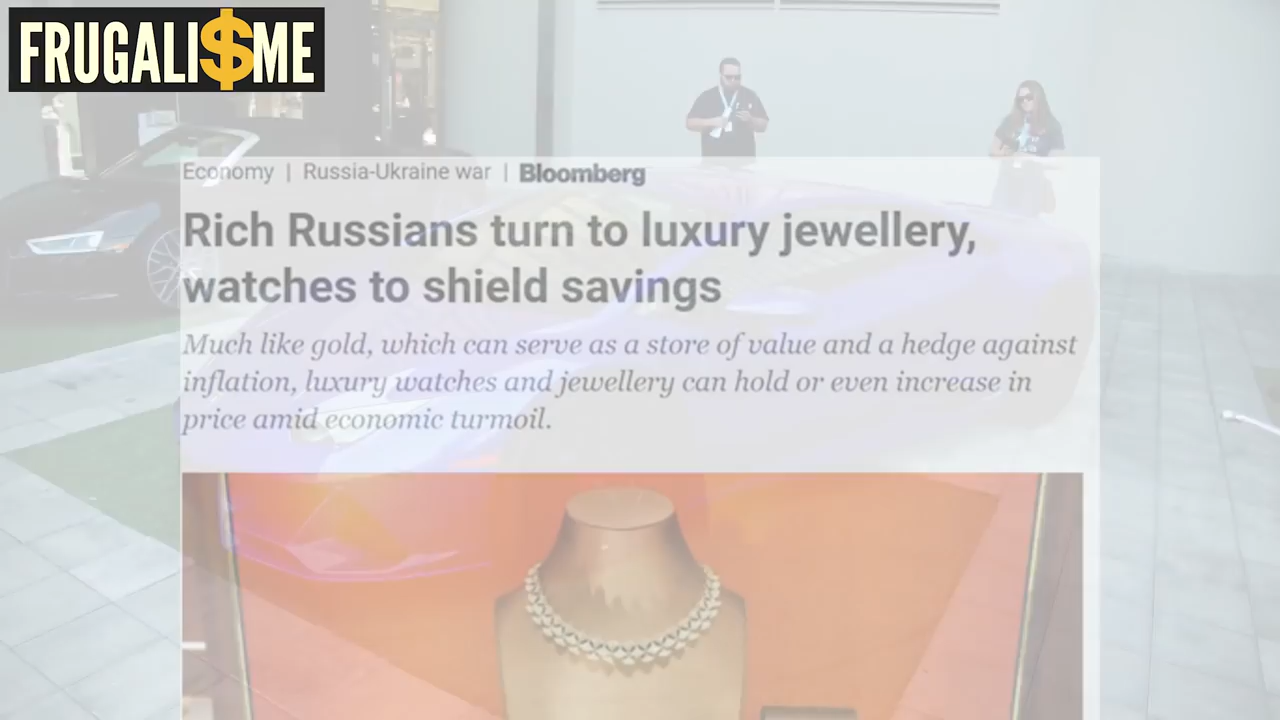 FRUGALI$ME
Economy | Russia-Ukraine war | Bloomberg
Rich Russians turn to luxury jewellery,
watches to shield savings
Much like gold, which can serve as a store of value and a hedge against
inflation, luxury watches and jewellery can hold or even increase in
price amid economic turmoil.